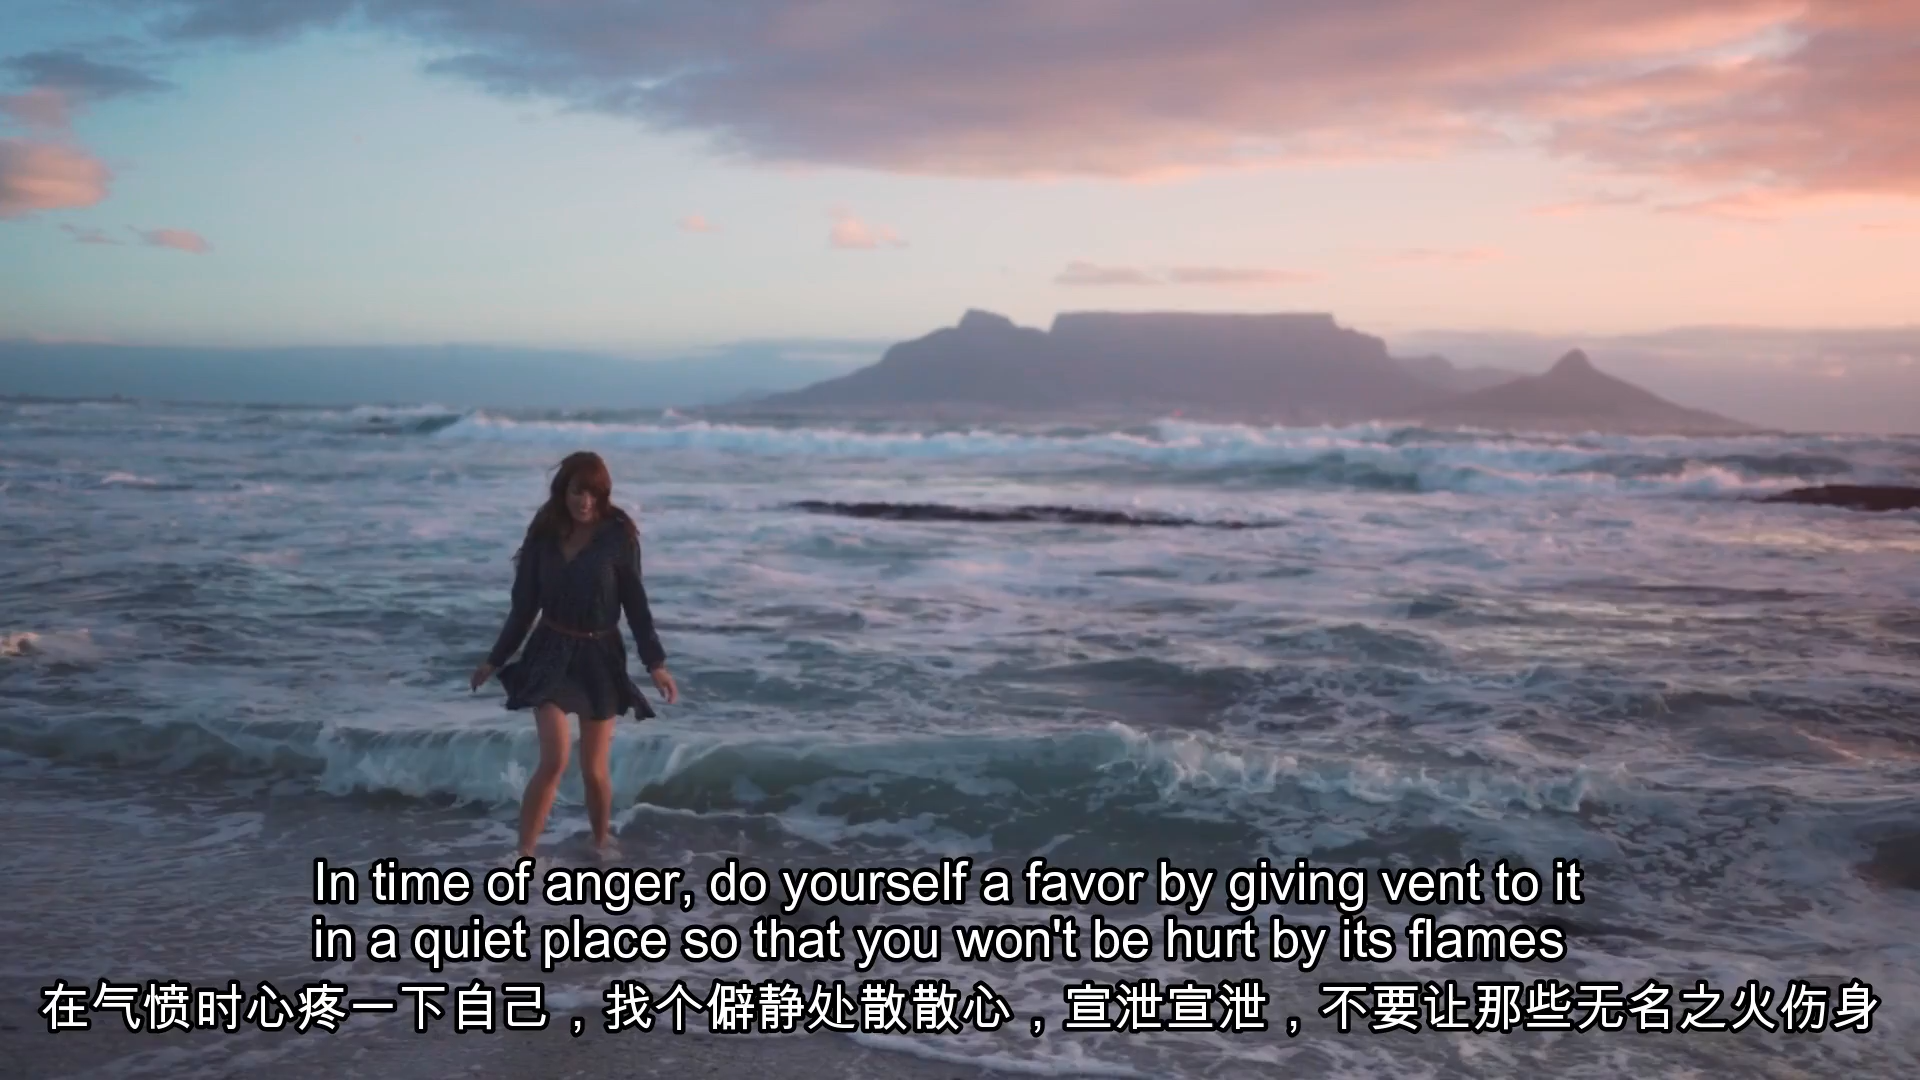 In time of anger, do yourself a favor by giving vent to it
in a quiet place so that you won't be hurt by its flames
在气愤时心疼一下自己，找个僻静处散散心，宣泄宣泄，不要让那些无名之火伤身